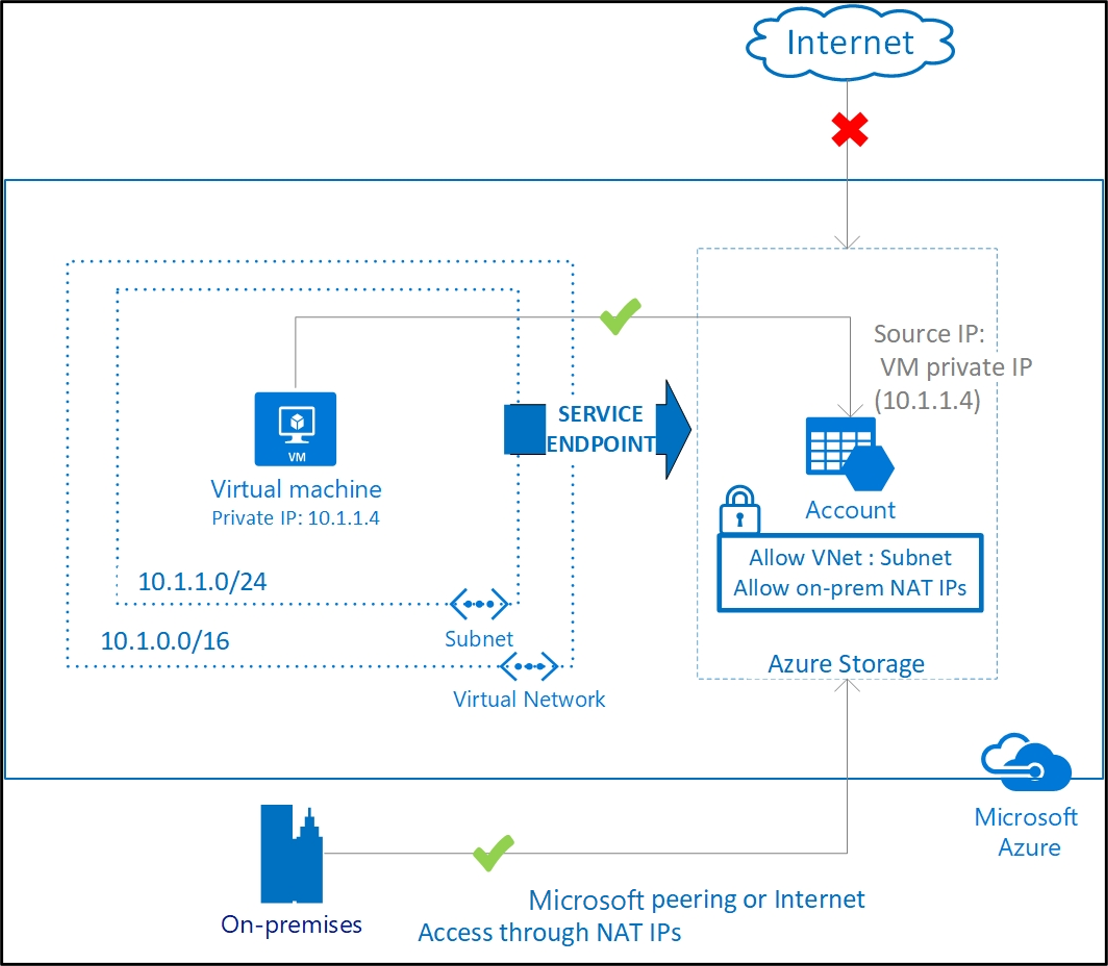 Internet
Source IP:
VM private IP
(10.1.1.4)
SERVICE
ENDPOINT
VM
Virtual machine
Private IP: 10.1.1.4
Account
Allow VNet : Subnet
Allow on-prem NAT IPs
10.1.1.0/24
10.1.0.0/16
Subnet
Azure Storage
Virtual Network
Microsoft
Azure
On-premises
Microsoft peering or Internet
Access through NAT IPs